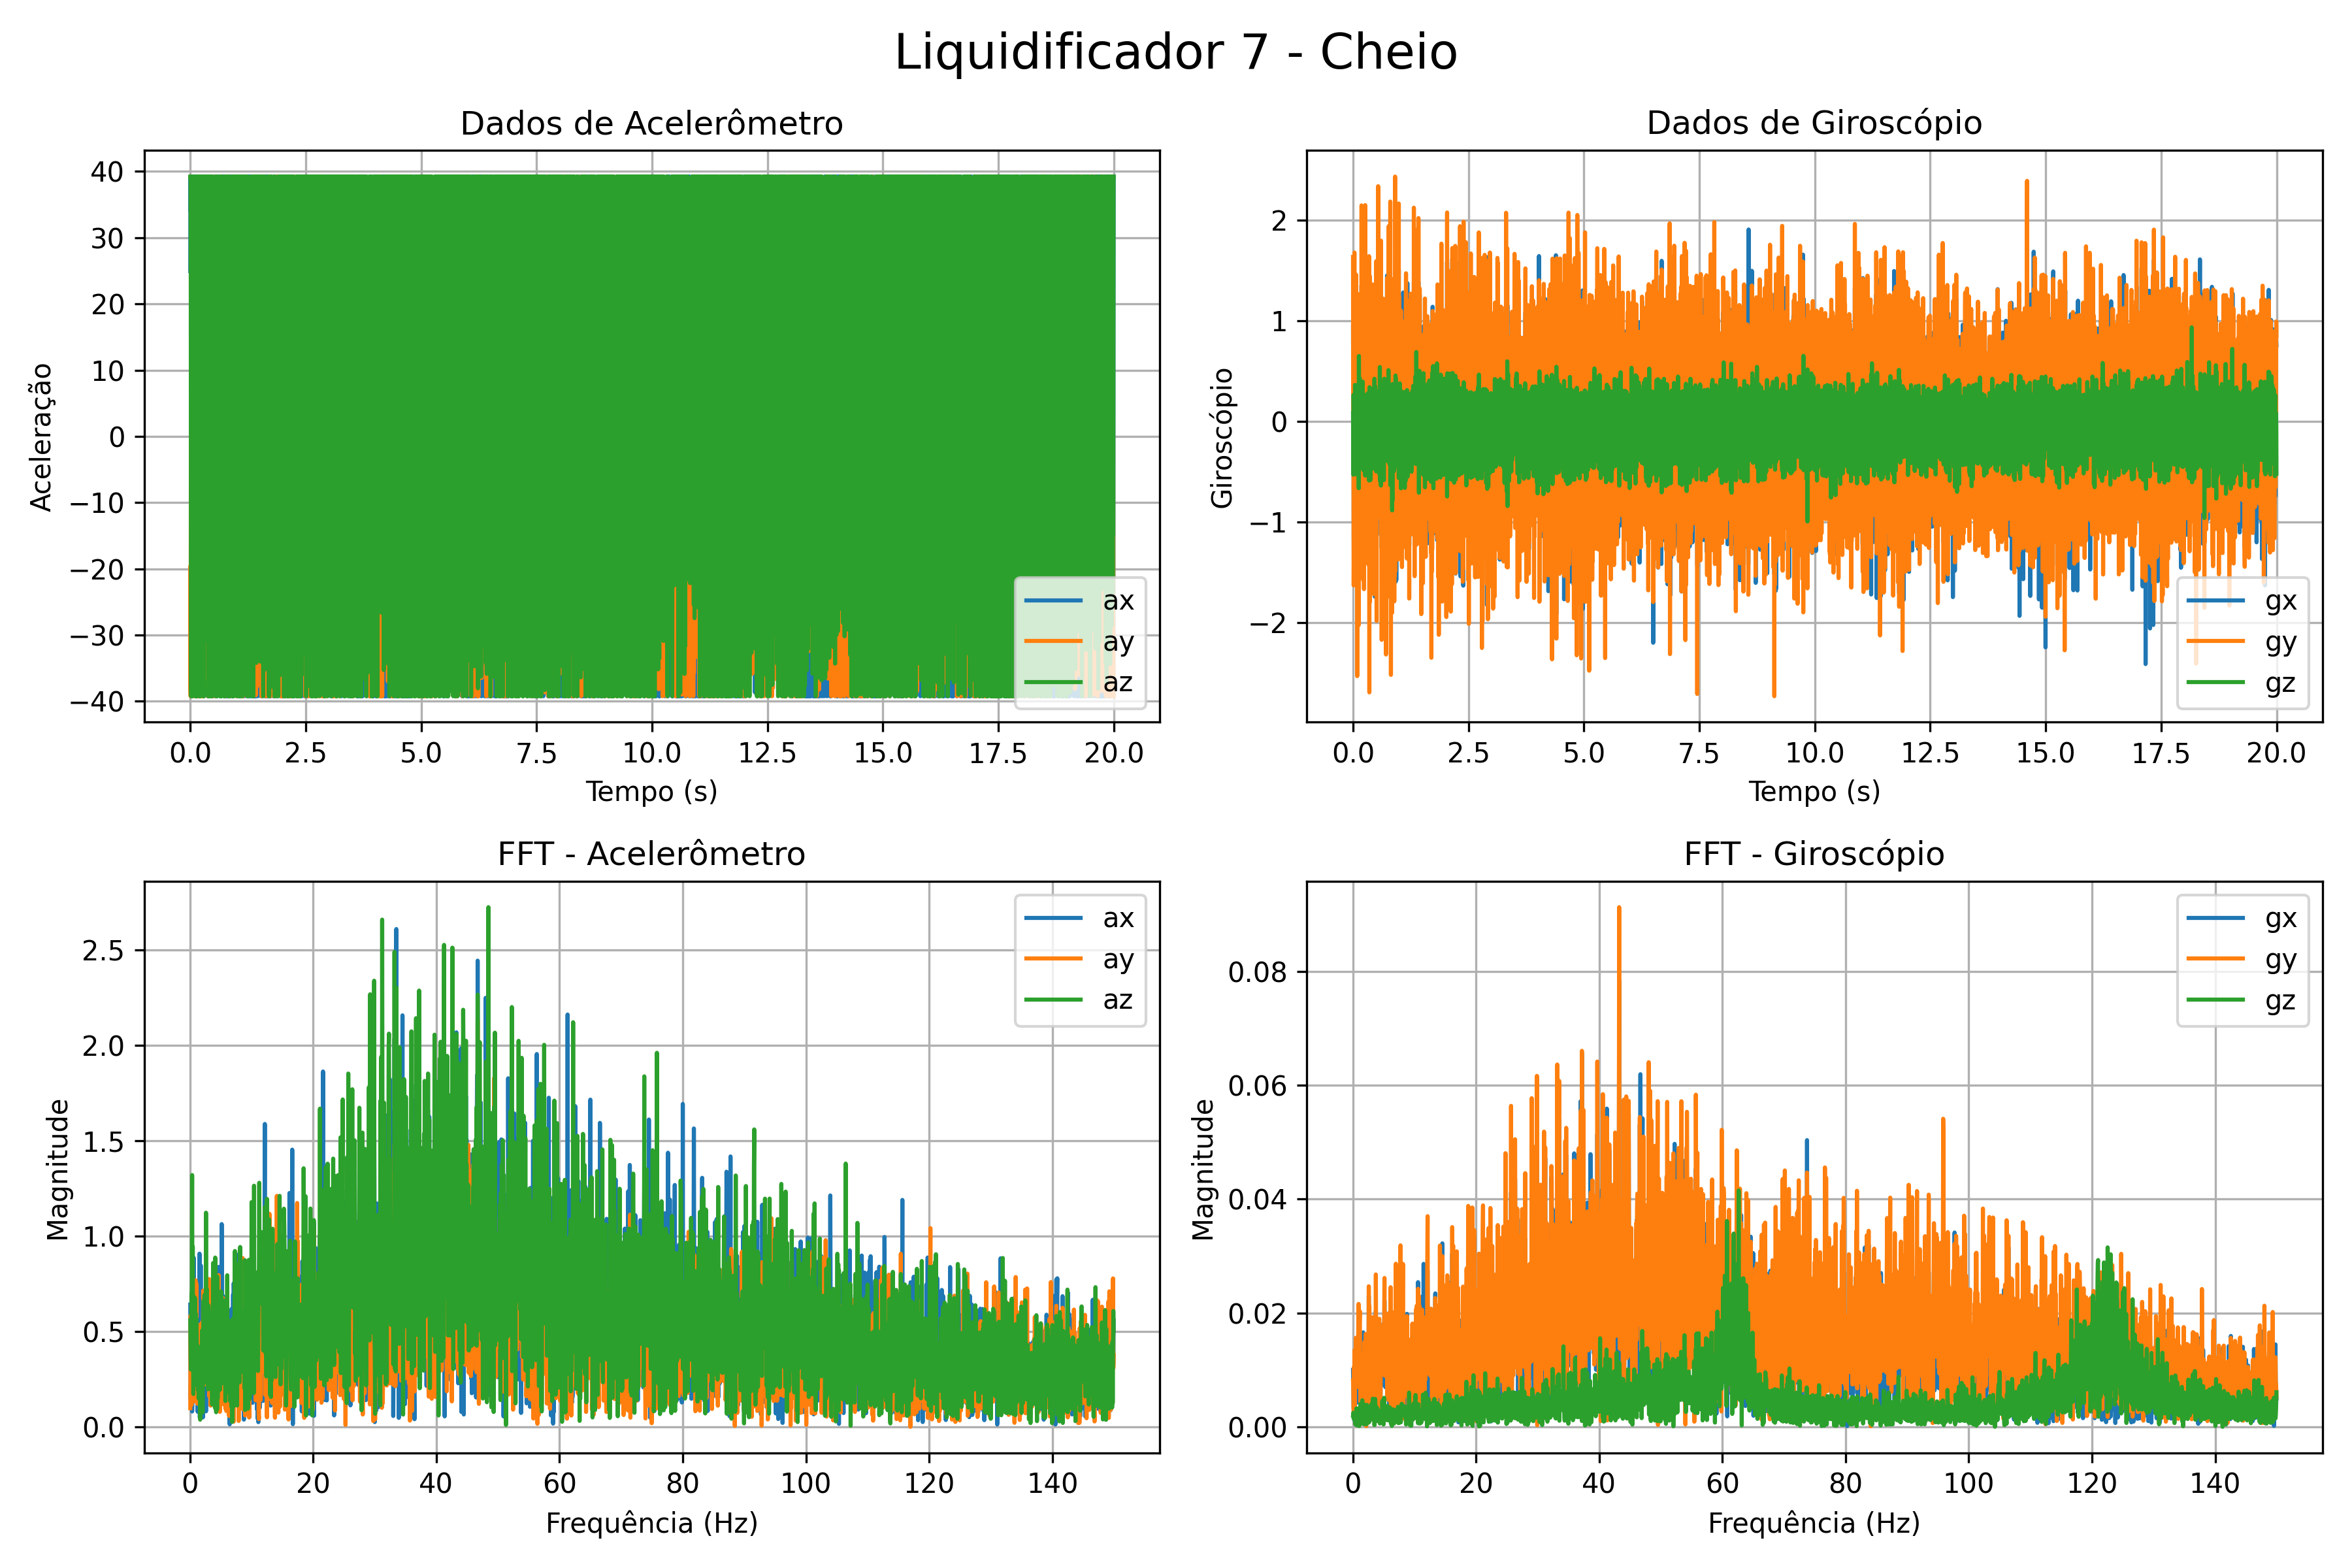 Liquidificador 7 - Cheio
Dados de Acelerômetro
Aceleração
40
30
20
10
0
−10
−20
−30
−40
0.0 2.5 5.0 7.5 10.0 12.5 15.0 17.5 20.0
Tempo (s)
ax
ay
az
Dados de Giroscópio
Giroscópio
2
1
0
−1
−2
0.0 2.5 5.0 7.5 10.0 12.5 15.0 17.5 20.0
Tempo (s)
gx
gy
gz
FFT - Acelerômetro
Magnitude
2.5
2.0
1.5
1.0
0.5
0.0
0 20 40 60 80 100 120 140
Frequência (Hz)
ax
ay
az
FFT - Giroscópio
Magnitude
0.08
0.06
0.04
0.02
0.00
0 20 40 60 80 100 120 140
Frequência (Hz)
gx
gy
gz